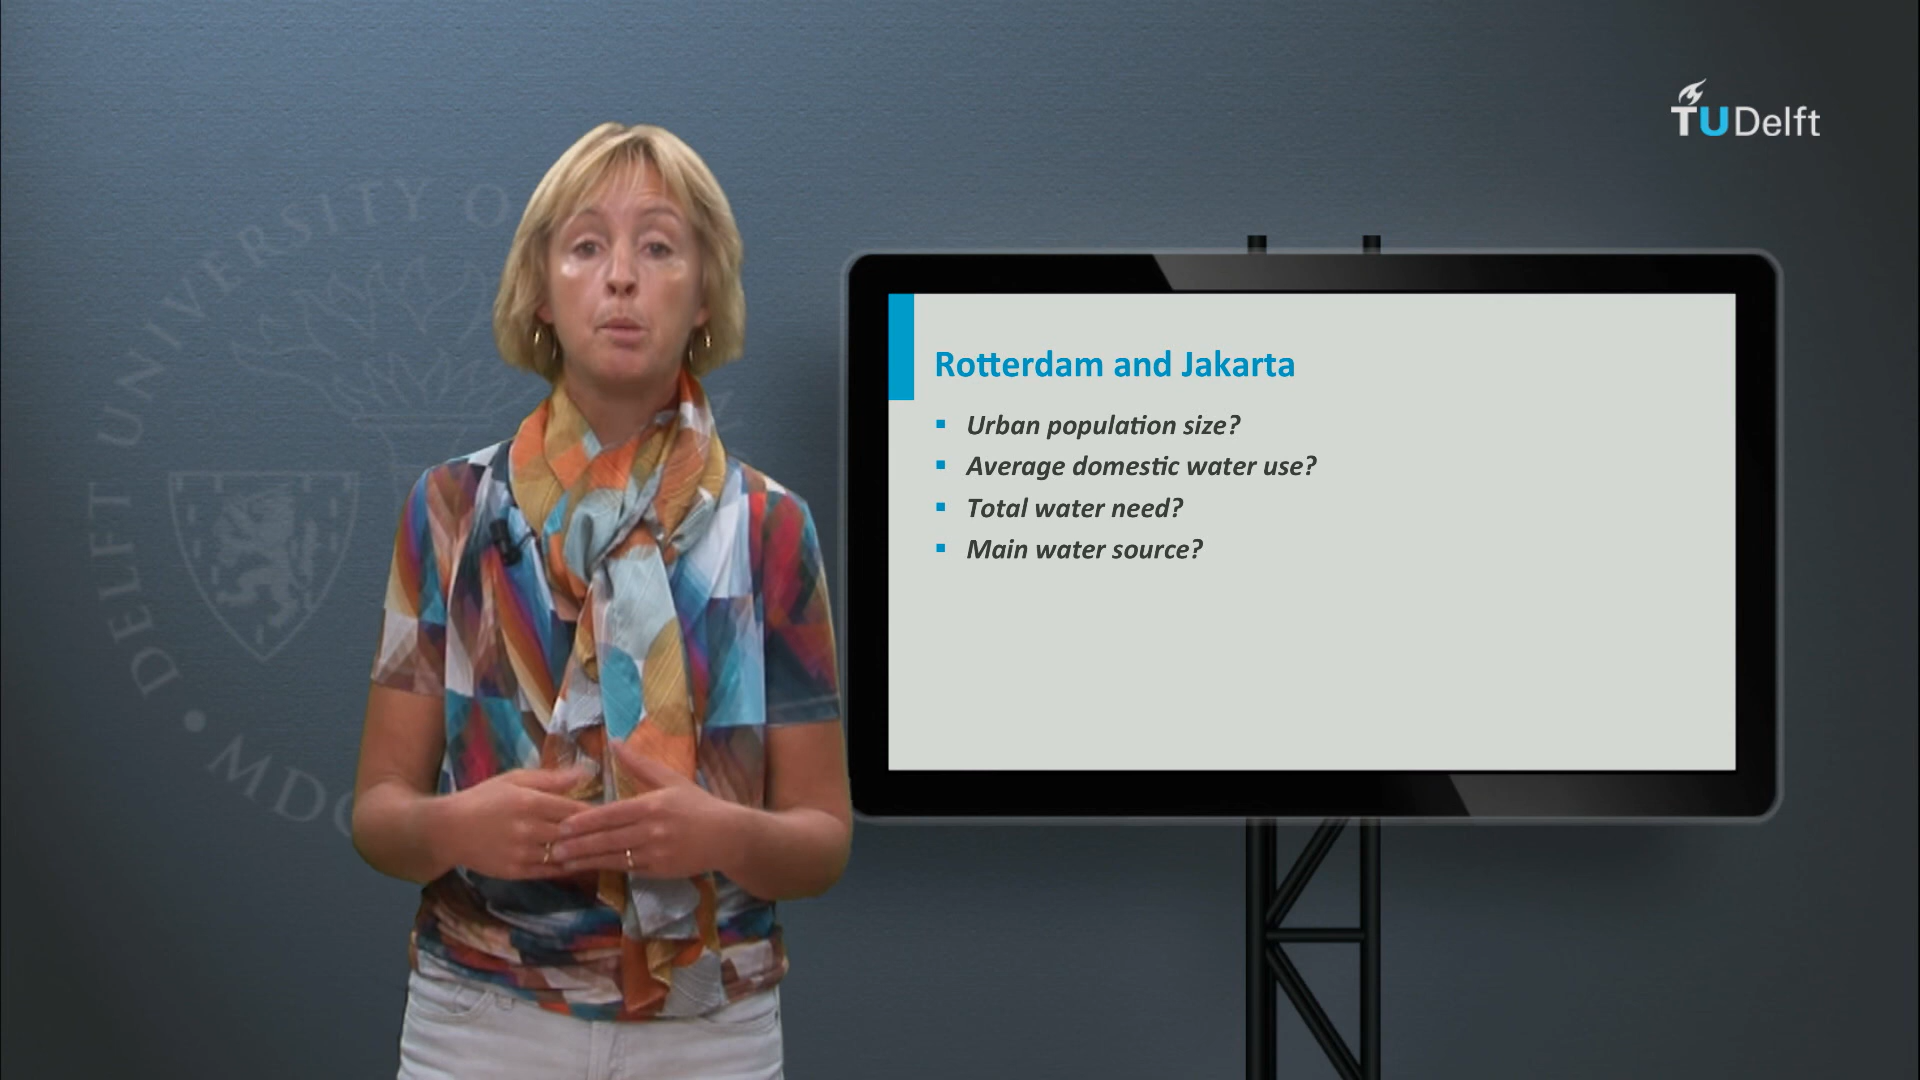 TUDelft
DELFT UNIVERSITY O
MDC
Rotterdam and Jakarta
Urban population size?
Average domestic water use?
Total water need?
Main water source?